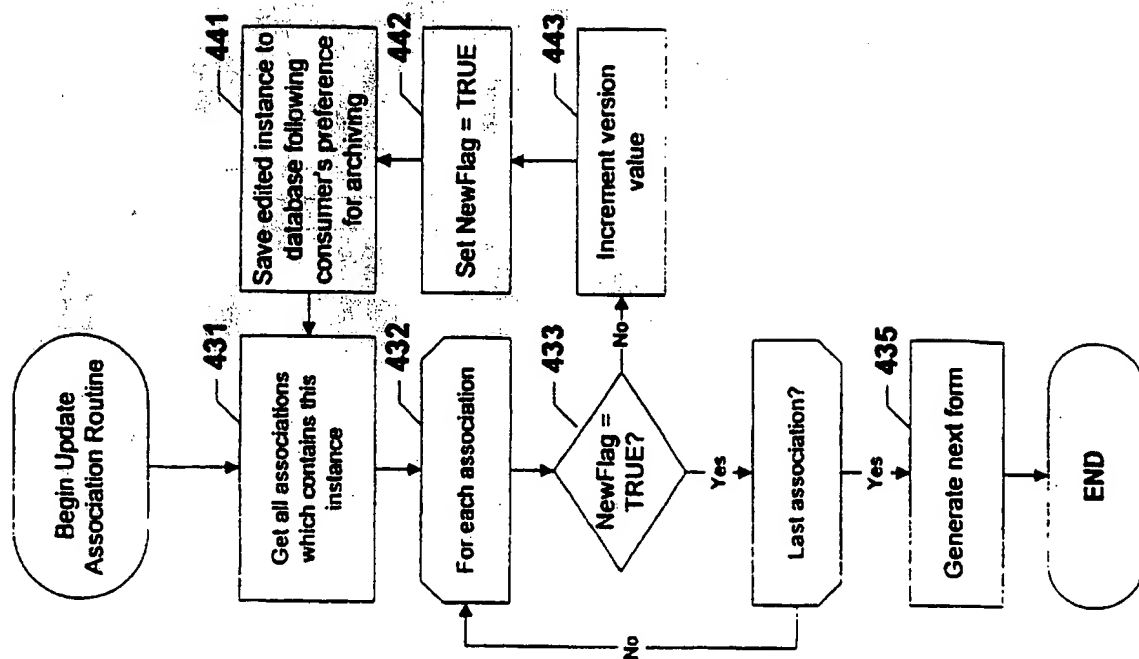 Begin Update
Association Routine
431
Get all associations
which contains this
instance
432
For each association
433
NewFlag =
TRUE?
No
Yes
Last association?
No
Yes
435
Generate next form
END
441
Save edited instance to
database following
consumer's preference
for archiving
442
Set NewFlag = TRUE
443
Increment version
value